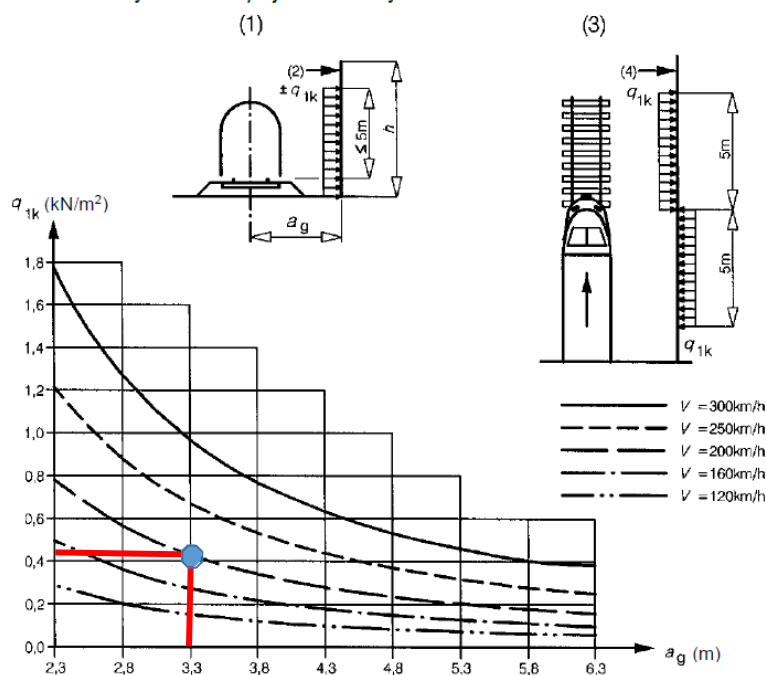 (1)
(3)
(2)
± q1k
≤ 5m
h
ag
(4)
q1k
5m
5m
q1k
q1k (kN/m²)
1,8
1,6
1,4
1,2
1,0
0,8
0,6
0,4
0,2
0,0
2,3 2,8 3,3 3,8 4,3 4,8 5,3 5,8 6,3
ag (m)
V = 300km/h
V = 250km/h
V = 200km/h
V = 160km/h
V = 120km/h